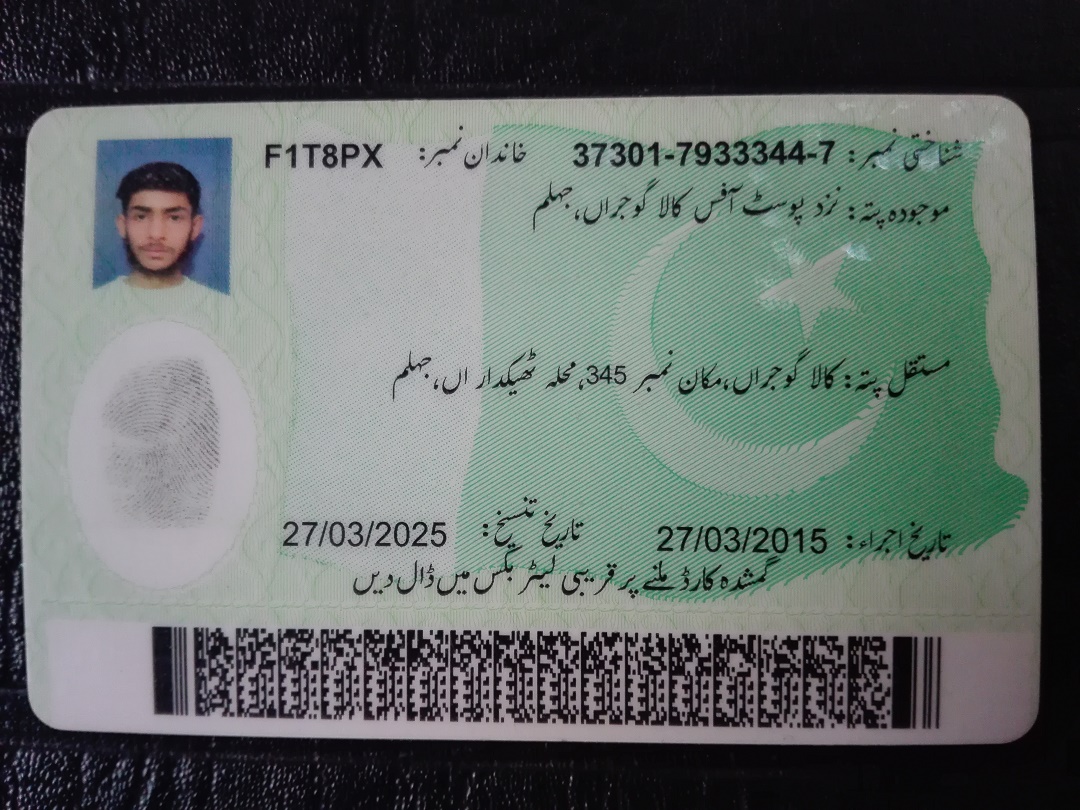 شناختی نمبر: 37301-7933344-7 خاندان نمبر: F1T8PX
موجودہ پتہ: نزد پوسٹ آفس کالا گوجراں، جہلم
مستقل پتہ: کالا گوجراں، مکان نمبر 345، محلہ ٹھیکدار اں، جہلم
تاریخ اجراء: 27/03/2015 تاریخ تنسیخ: 27/03/2025
گمشدہ کارڈ ملنے پر قریبی لیٹر بکس میں ڈال دیں